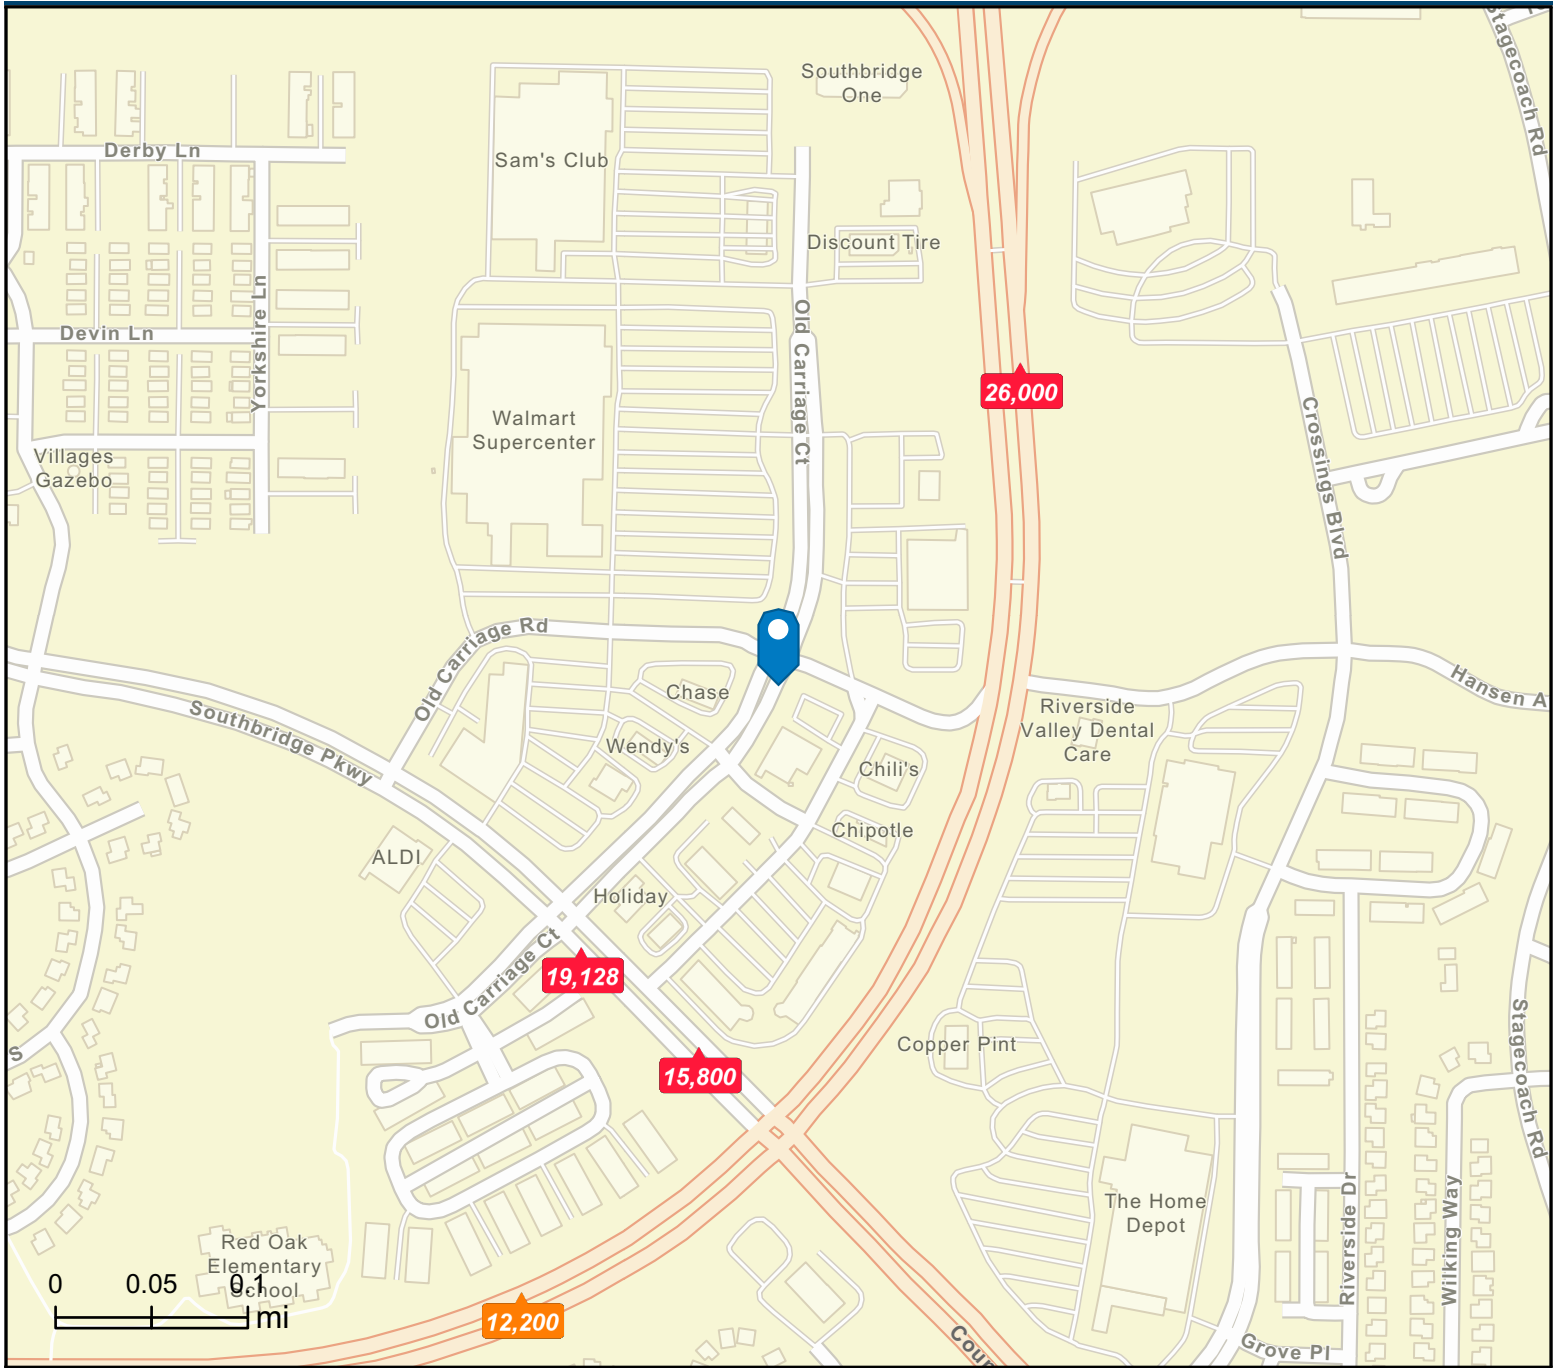 Stagecoach Rd
Southbridge
One
Derby Ln
Sam's Club
Discount Tire
Yorkshire Ln
Devin Ln
Old Carriage Ct
26,000
Crossings Blvd
Walmart
Supercenter
Villages
Gazebo
Old Carriage Rd
Hansen A
Chase
Riverside
Valley Dental
Care
Southbridge Pkwy
Wendy's
Chili's
Chipotle
ALDI
Holiday
Old Carriage Ct
19,128
15,800
Copper Pint
Stagecoach Rd
S
The Home
Depot
Riverside Dr
Wilking Way
Red Oak
Elementary
School
0 0.05 0.1
mi
12,200
Coun
Grove Pl